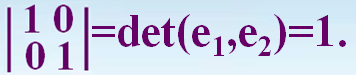 |1 0
0 1|=det(e₁,e₂)=1.